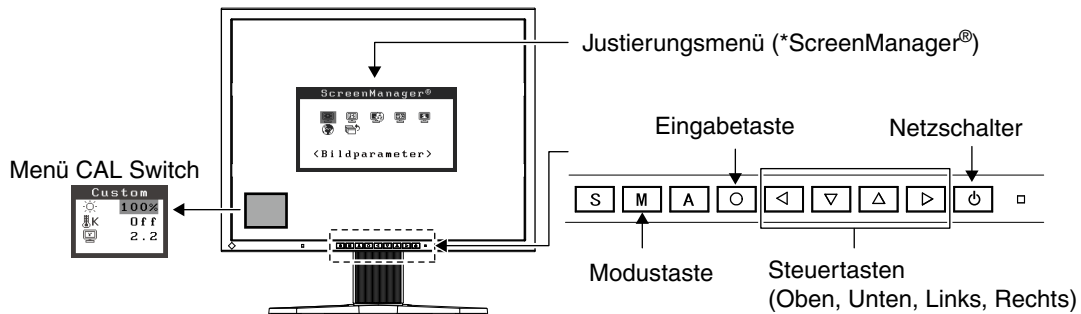 Justierungsmenü (*ScreenManager®)
ScreenManager®
<Bildparameter>
Eingabetaste
Netzschalter
Menü CAL Switch
Custom
100%
K Off
2.2
S M A
Modustaste
Steuertasten
(Oben, Unten, Links, Rechts)